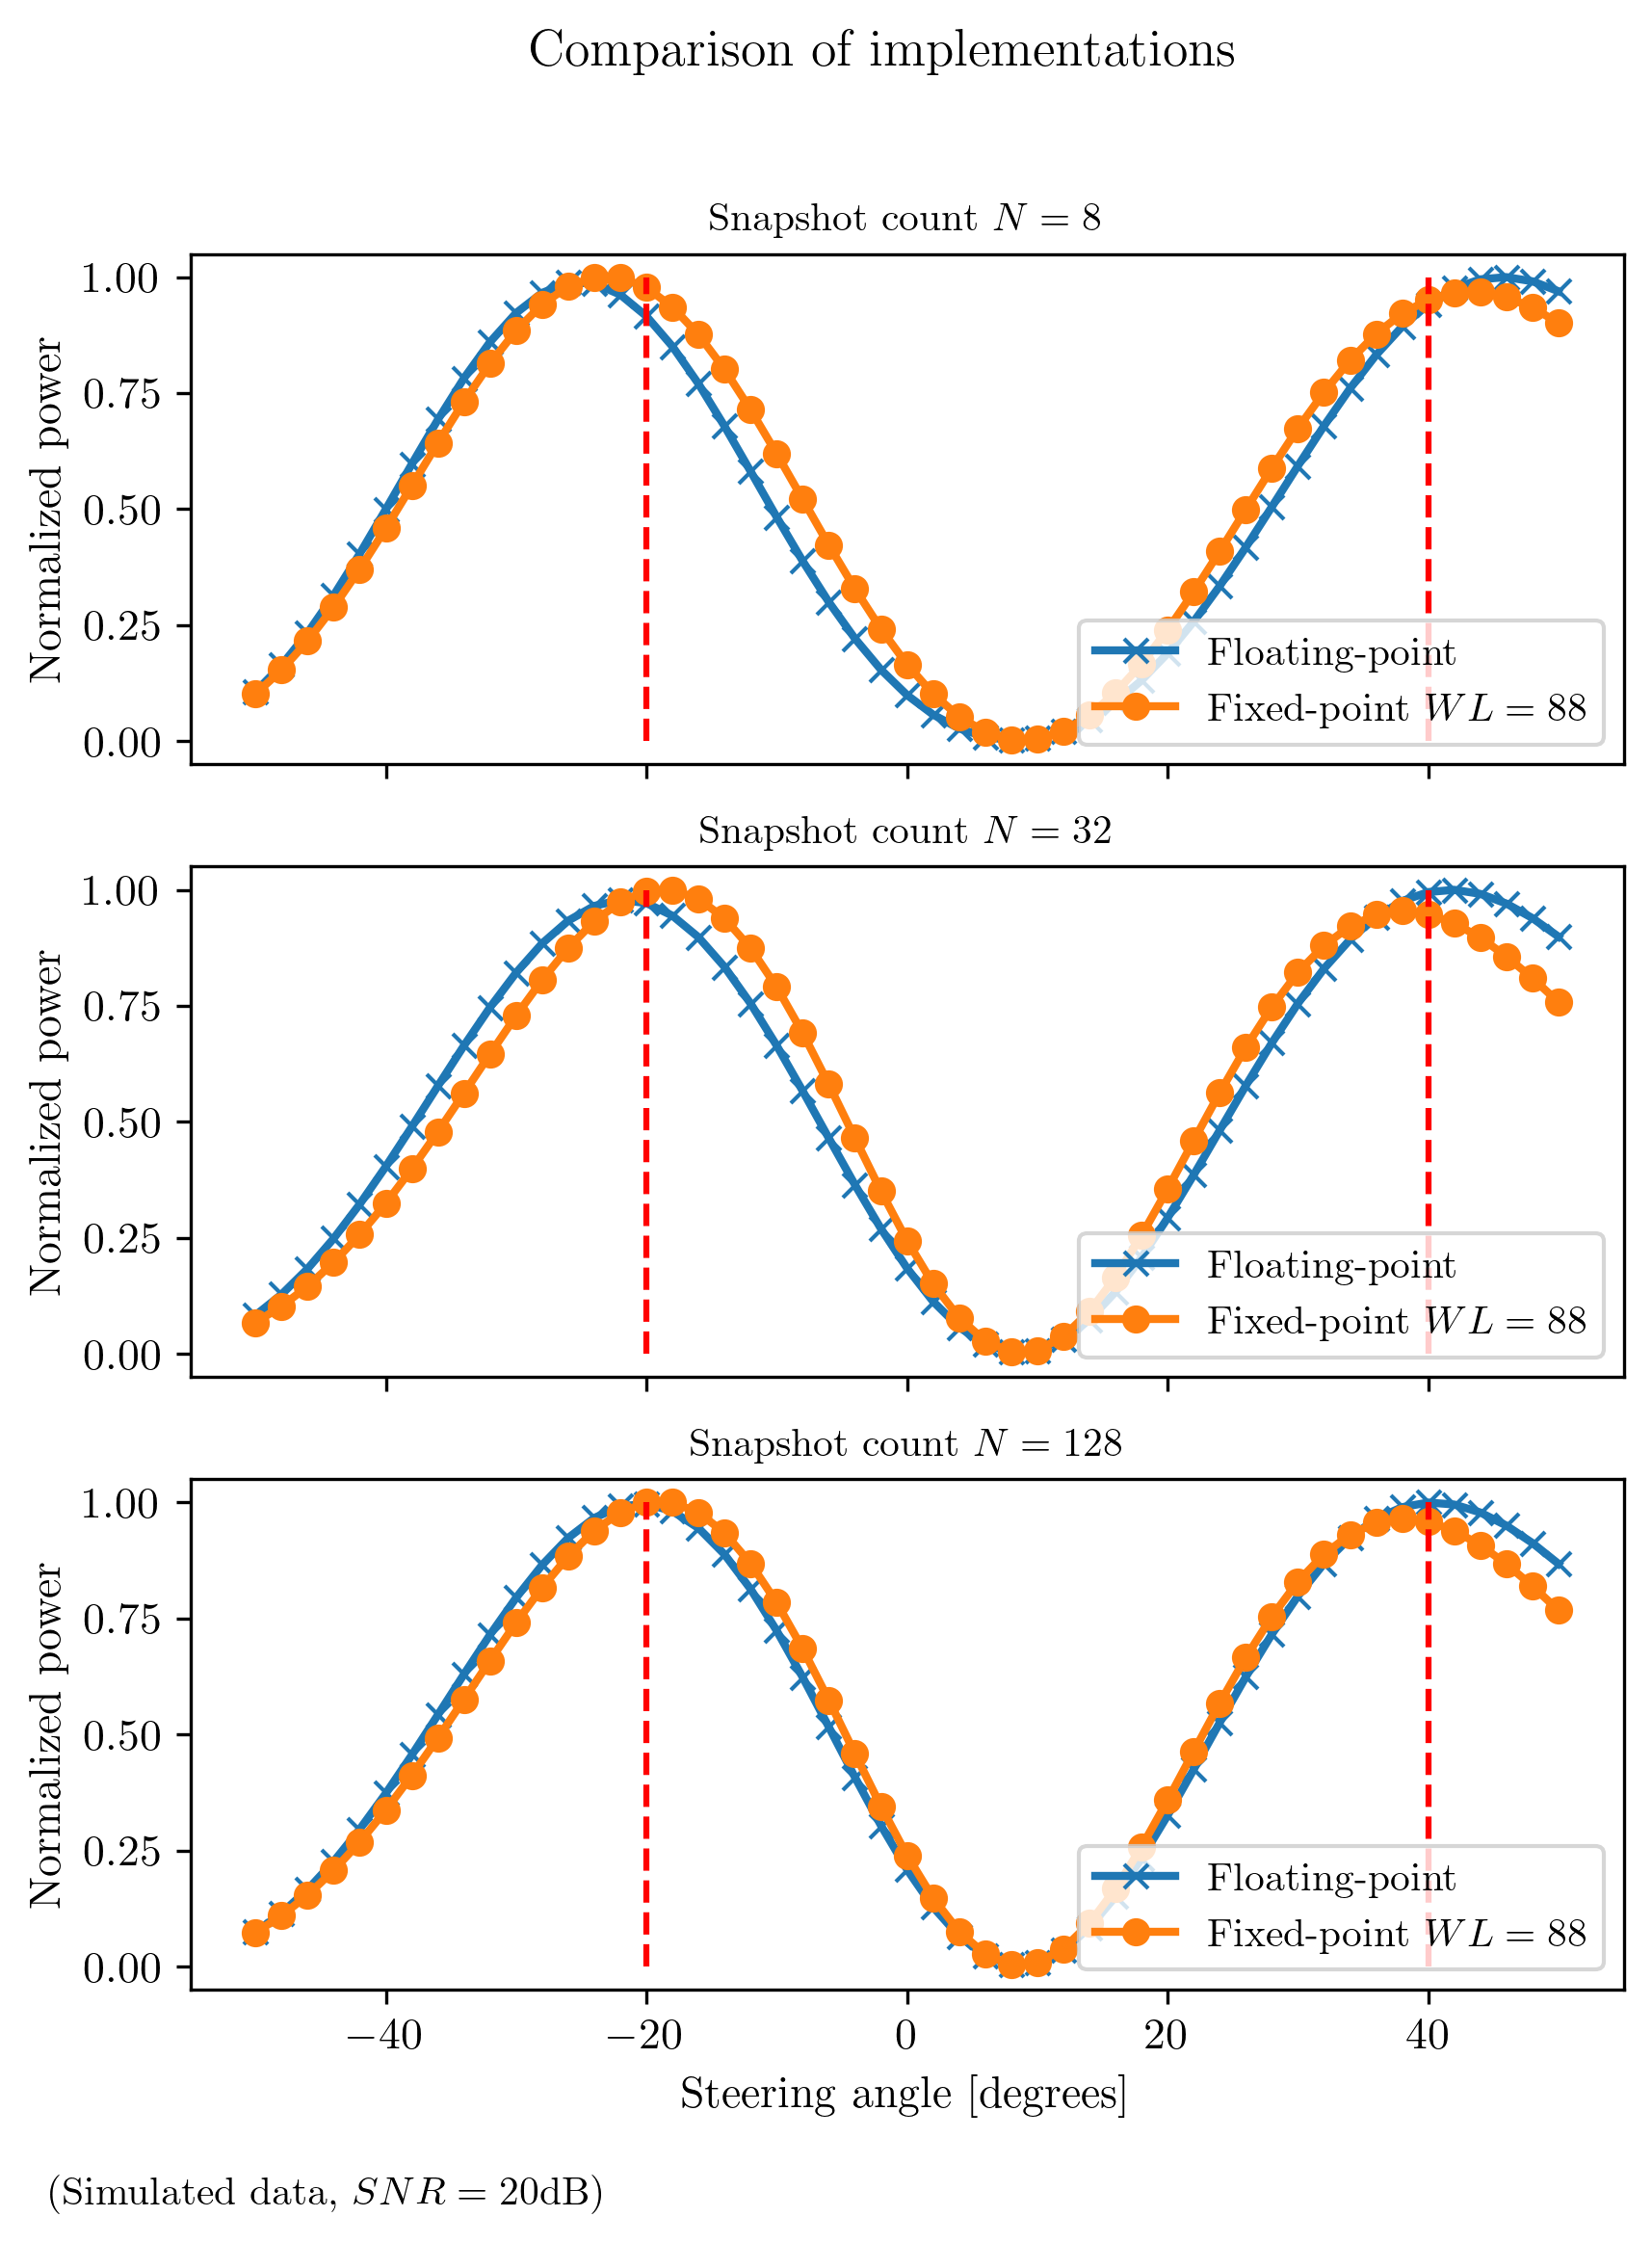 Comparison of implementations
Snapshot count N = 8
1.00
0.75
0.50
0.25
0.00
Normalized power
Floating-point
Fixed-point WL = 88
Snapshot count N = 32
1.00
0.75
0.50
0.25
0.00
Normalized power
Floating-point
Fixed-point WL = 88
Snapshot count N = 128
1.00
0.75
0.50
0.25
0.00
Normalized power
Floating-point
Fixed-point WL = 88
−40 −20 0 20 40
Steering angle [degrees]
(Simulated data, SNR = 20dB)